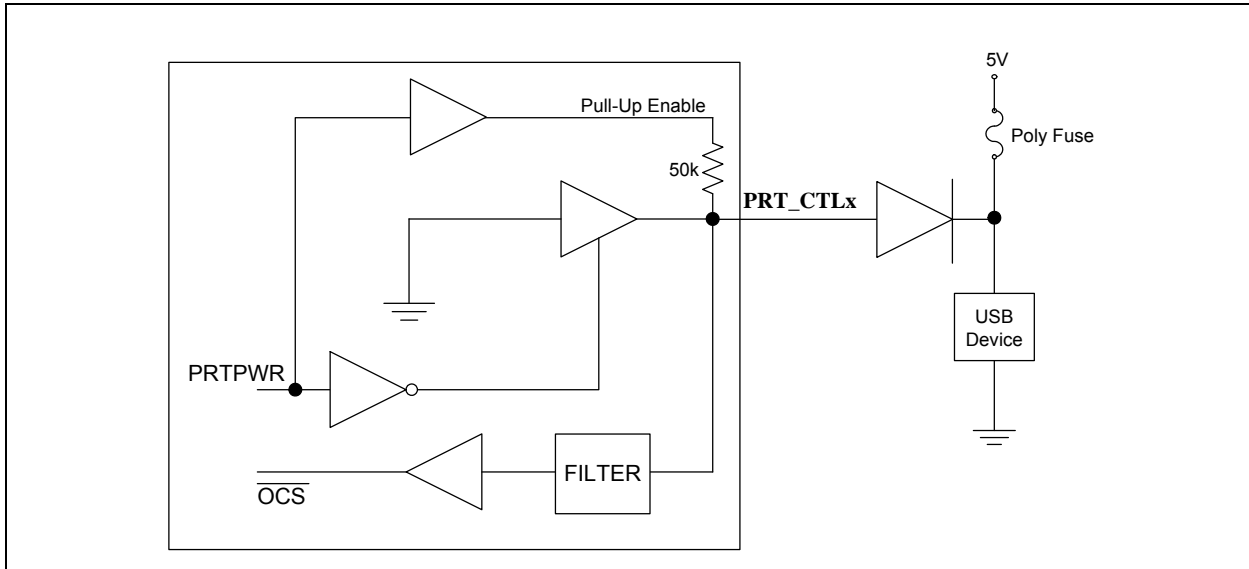 5V
Poly Fuse
Pull-Up Enable
50k
PRT_CTLx
USB
Device
PRTPWR
FILTER
OCS